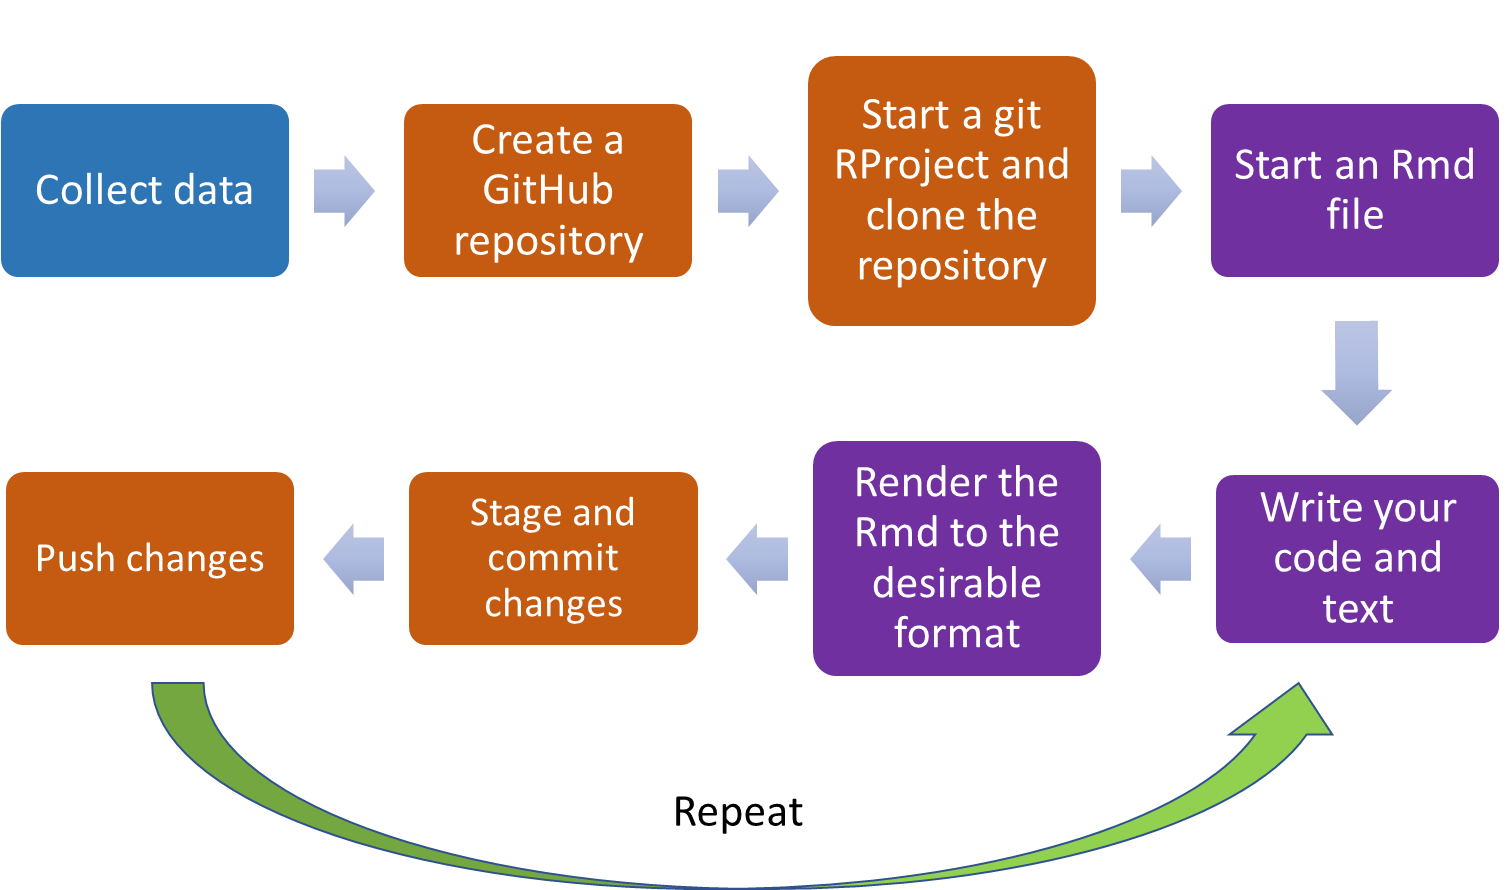 Collect data
Create a
GitHub
repository
Start a git
RProject and
clone the
repository
Start an Rmd
file
Write your
code and
text
Render the
Rmd to the
desirable
format
Stage and
commit
changes
Push changes
Repeat